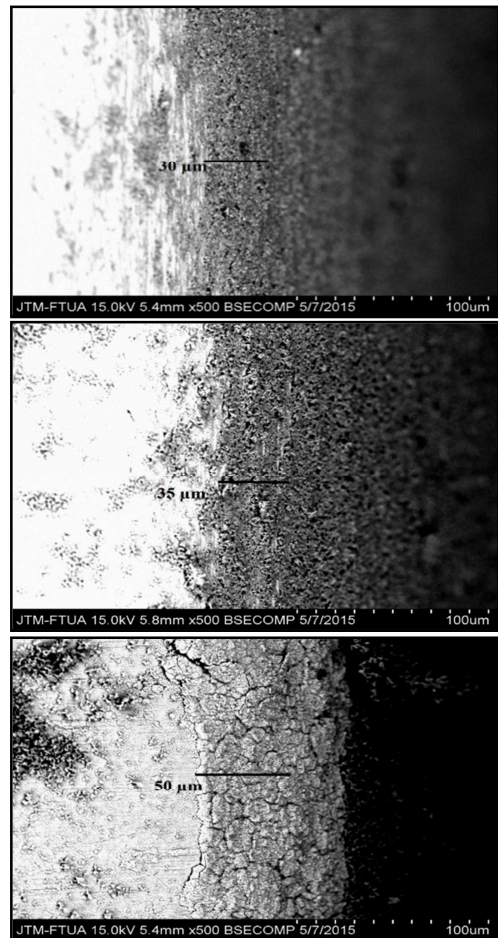 30 μm
JTM-FTUA 15.0kV 5.4mm x500 BSECOMP 5/7/2015 100um
35 μm
JTM-FTUA 15.0kV 5.8mm x500 BSECOMP 5/7/2015 100um
50 μm
JTM-FTUA 15.0kV 5.4mm x500 BSECOMP 5/7/2015 100um